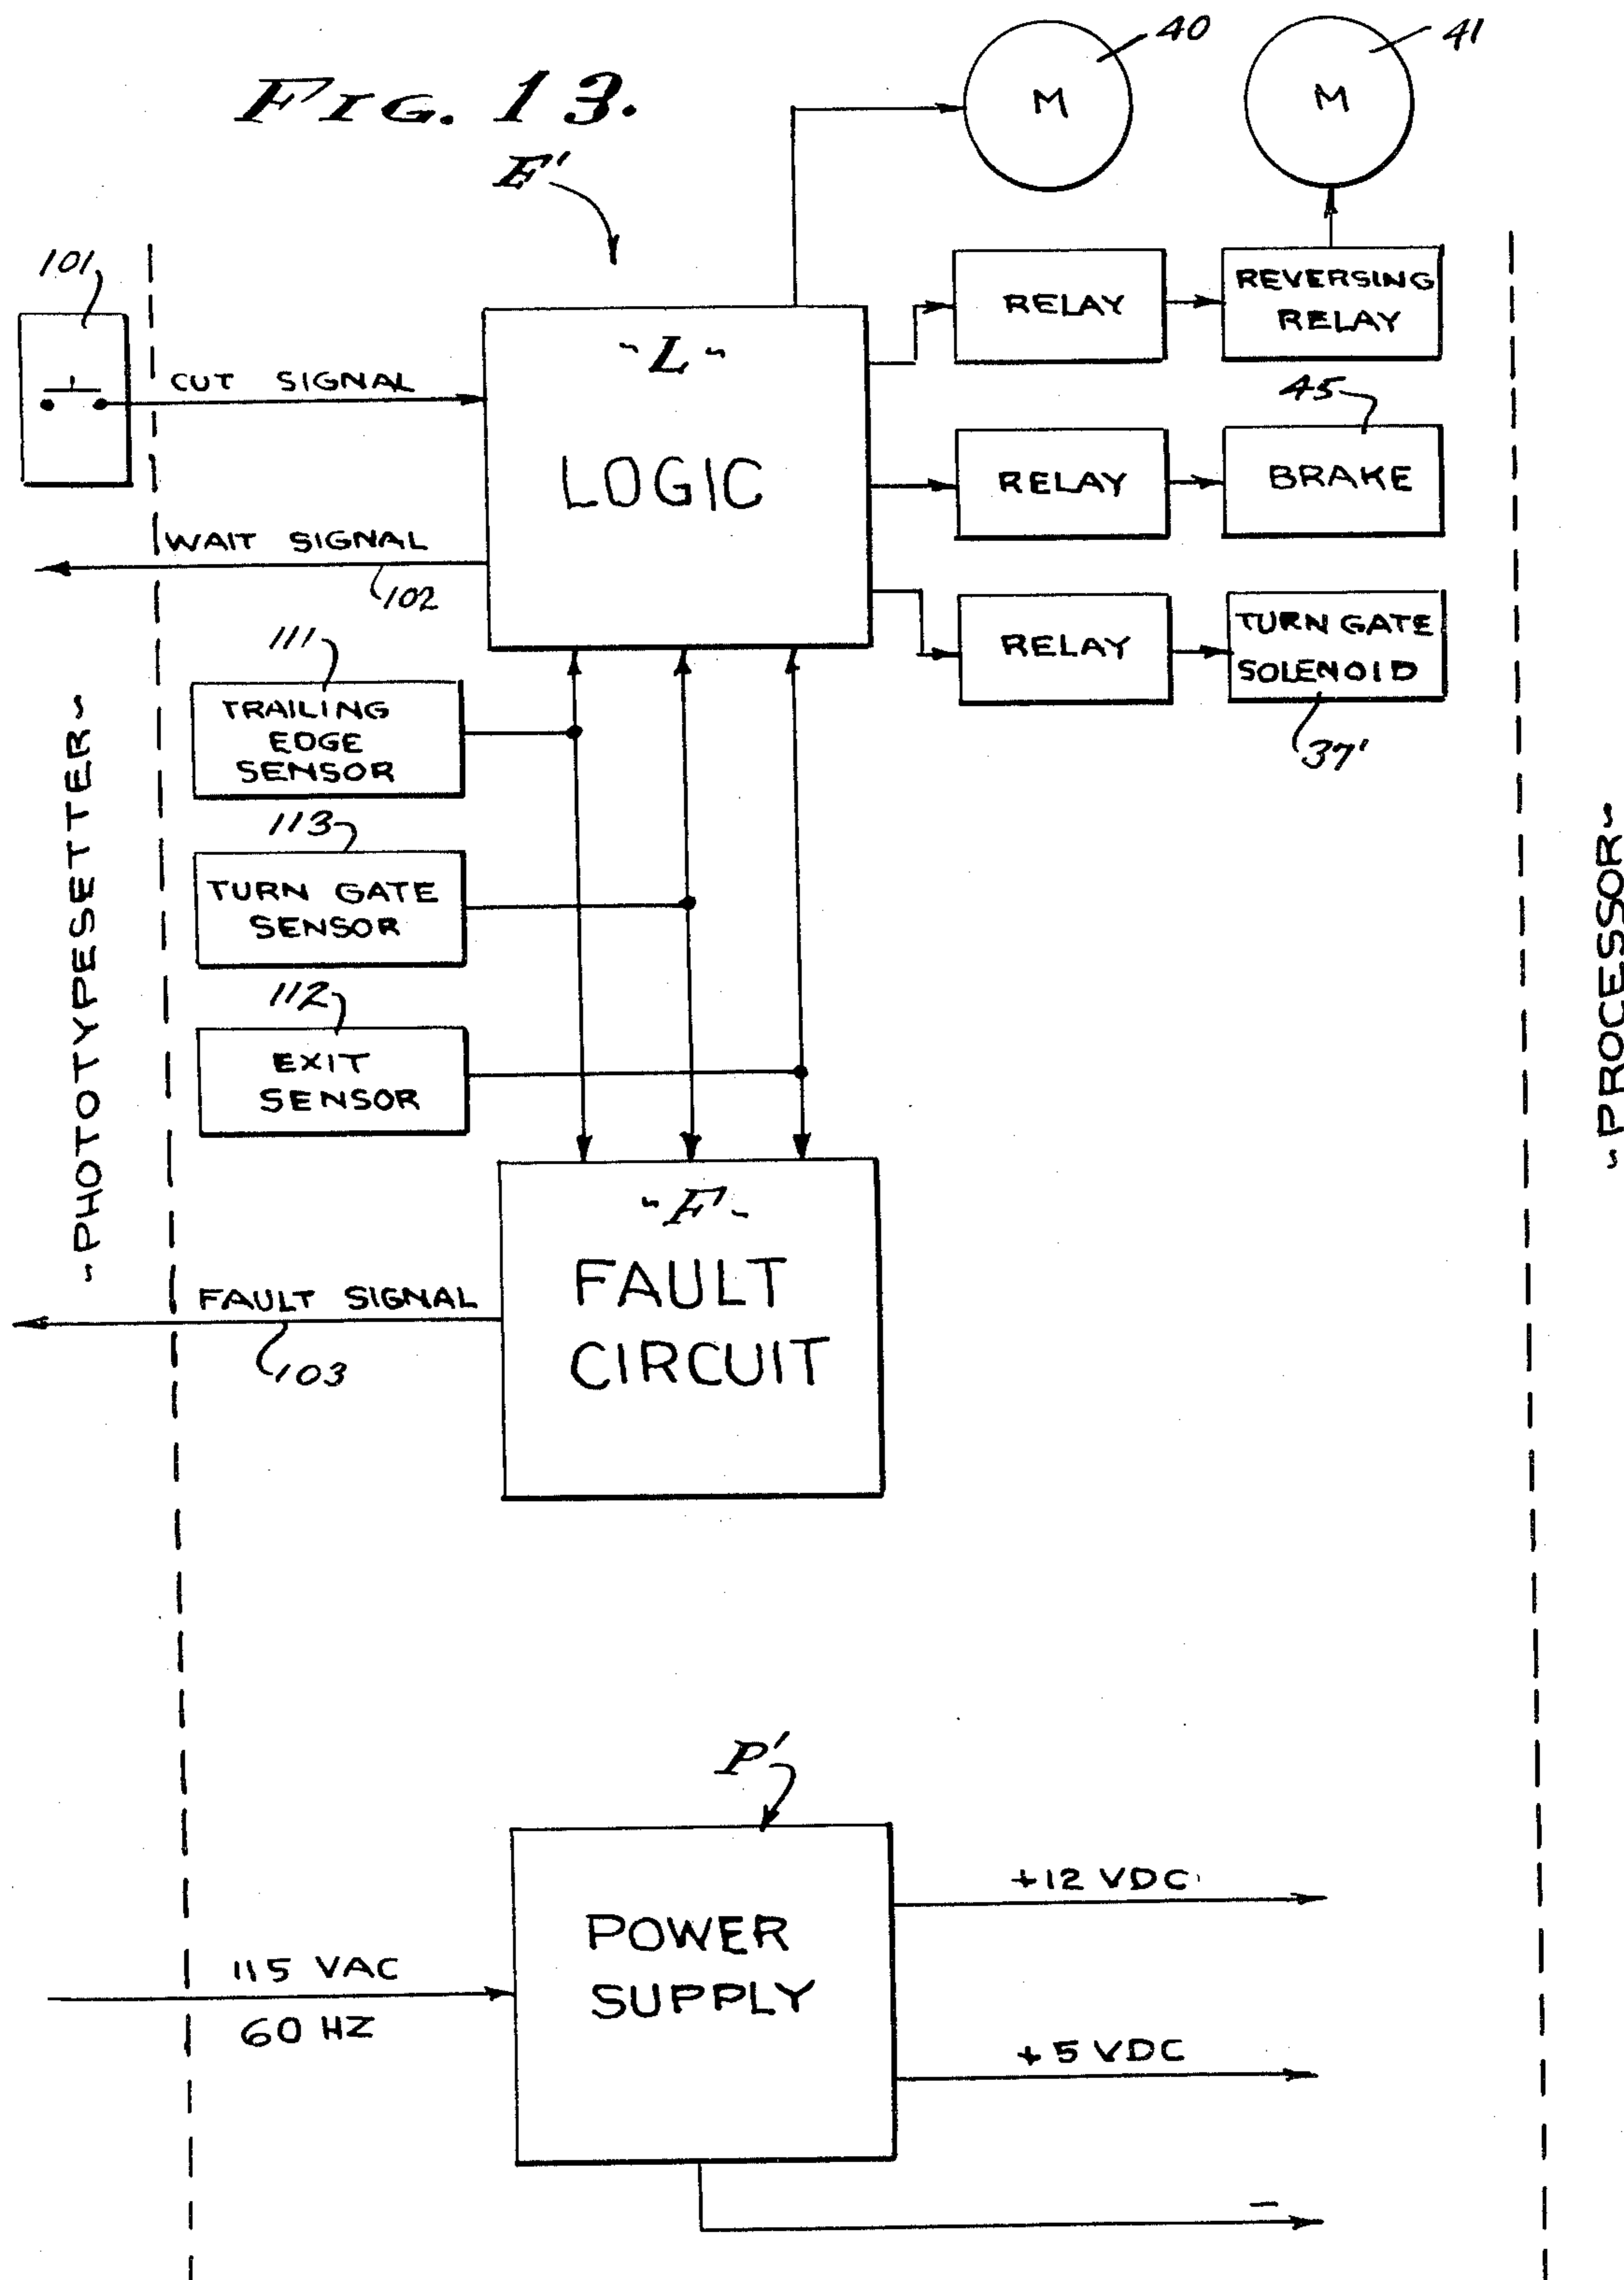 FIG. 13.
E'
40
41
M
M
101
CUT SIGNAL
WAIT SIGNAL
102
-L-
LOGIC
RELAY
REVERSING
RELAY
45
RELAY
BRAKE
RELAY
TURN GATE
SOLENOID
37'
111
TRAILING
EDGE
SENSOR
113
TURN GATE
SENSOR
112
EXIT
SENSOR
~PHOTOTYPESETTER~
~PROCESSOR~
-F-
FAULT
CIRCUIT
FAULT SIGNAL
103
P'
POWER
SUPPLY
115 VAC
60 HZ
+12 VDC
+5 VDC
–